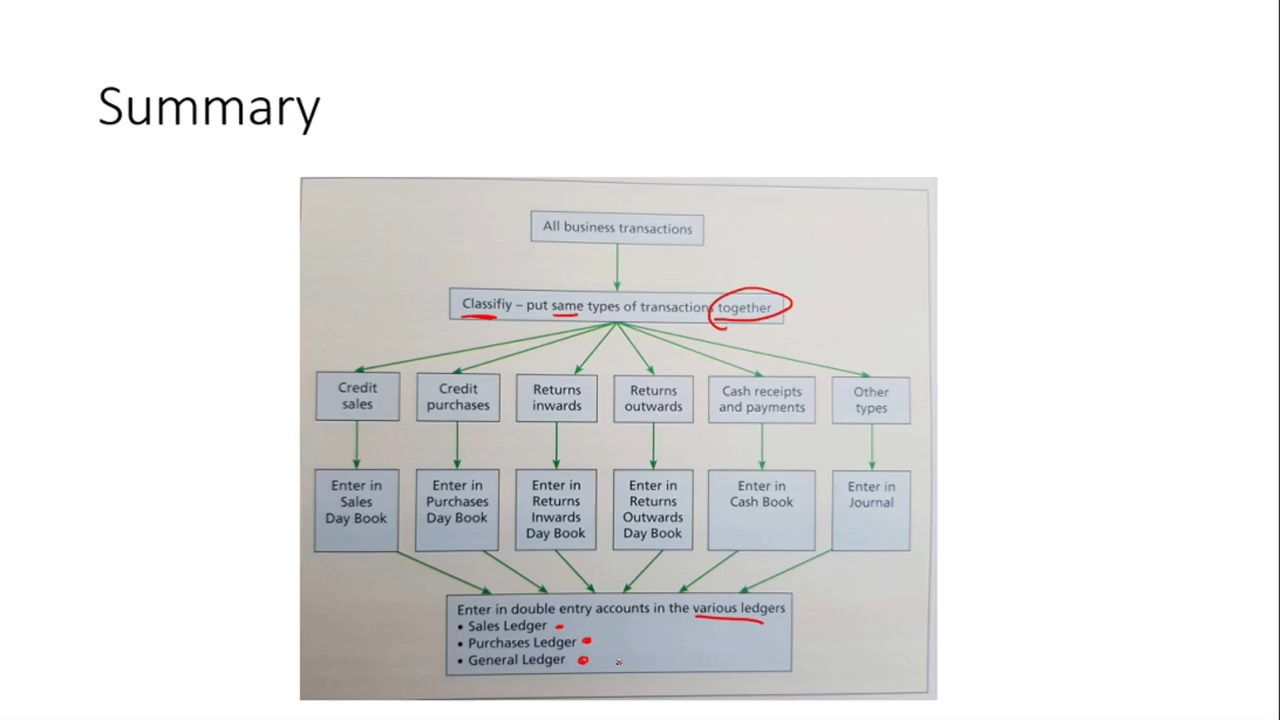 Summary
All business transactions
Classifiy – put same types of transactions together
Credit
sales
Credit
purchases
Returns
inwards
Returns
outwards
Cash receipts
and payments
Other
types
Enter in
Sales
Day Book
Enter in
Purchases
Day Book
Enter in
Returns
Inwards
Day Book
Enter in
Returns
Outwards
Day Book
Enter in
Cash Book
Enter in
Journal
Enter in double entry accounts in the various ledgers
• Sales Ledger
• Purchases Ledger
• General Ledger